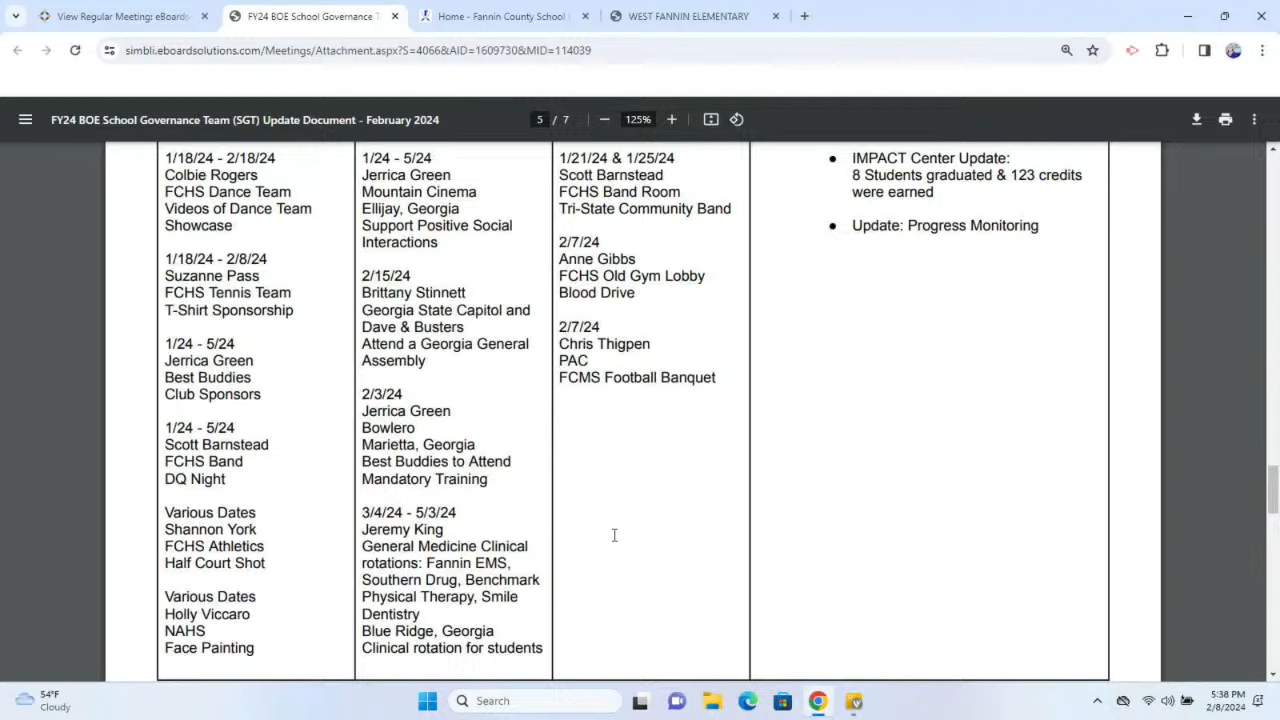 View Regular Meeting: eBoards
FY24 BOE School Governance T
Home - Fannin County School
WEST FANNIN ELEMENTARY
simbli.eboardsolutions.com/Meetings/Attachment.aspx?S=4066&AID=1609730&MID=114039
FY24 BOE School Governance Team (SGT) Update Document - February 2024
5 / 7
125%
1/18/24 - 2/18/24
Colbie Rogers
FCHS Dance Team
Videos of Dance Team
Showcase
1/18/24 - 2/8/24
Suzanne Pass
FCHS Tennis Team
T-Shirt Sponsorship
1/24 - 5/24
Jerrica Green
Best Buddies
Club Sponsors
1/24 - 5/24
Scott Barnstead
FCHS Band
DQ Night
Various Dates
Shannon York
FCHS Athletics
Half Court Shot
Various Dates
Holly Viccaro
NAHS
Face Painting
1/24 - 5/24
Jerrica Green
Mountain Cinema
Ellijay, Georgia
Support Positive Social
Interactions
2/15/24
Brittany Stinnett
Georgia State Capitol and
Dave & Busters
Attend a Georgia General
Assembly
2/3/24
Jerrica Green
Bowlero
Marietta, Georgia
Best Buddies to Attend
Mandatory Training
3/4/24 - 5/3/24
Jeremy King
General Medicine Clinical
rotations: Fannin EMS,
Southern Drug, Benchmark
Physical Therapy, Smile
Dentistry
Blue Ridge, Georgia
Clinical rotation for students
1/21/24 & 1/25/24
Scott Barnstead
FCHS Band Room
Tri-State Community Band
2/7/24
Anne Gibbs
FCHS Old Gym Lobby
Blood Drive
2/7/24
Chris Thigpen
PAC
FCMS Football Banquet
● IMPACT Center Update:
8 Students graduated & 123 credits
were earned
● Update: Progress Monitoring
54°F
Cloudy
Search
5:38 PM
2/8/2024